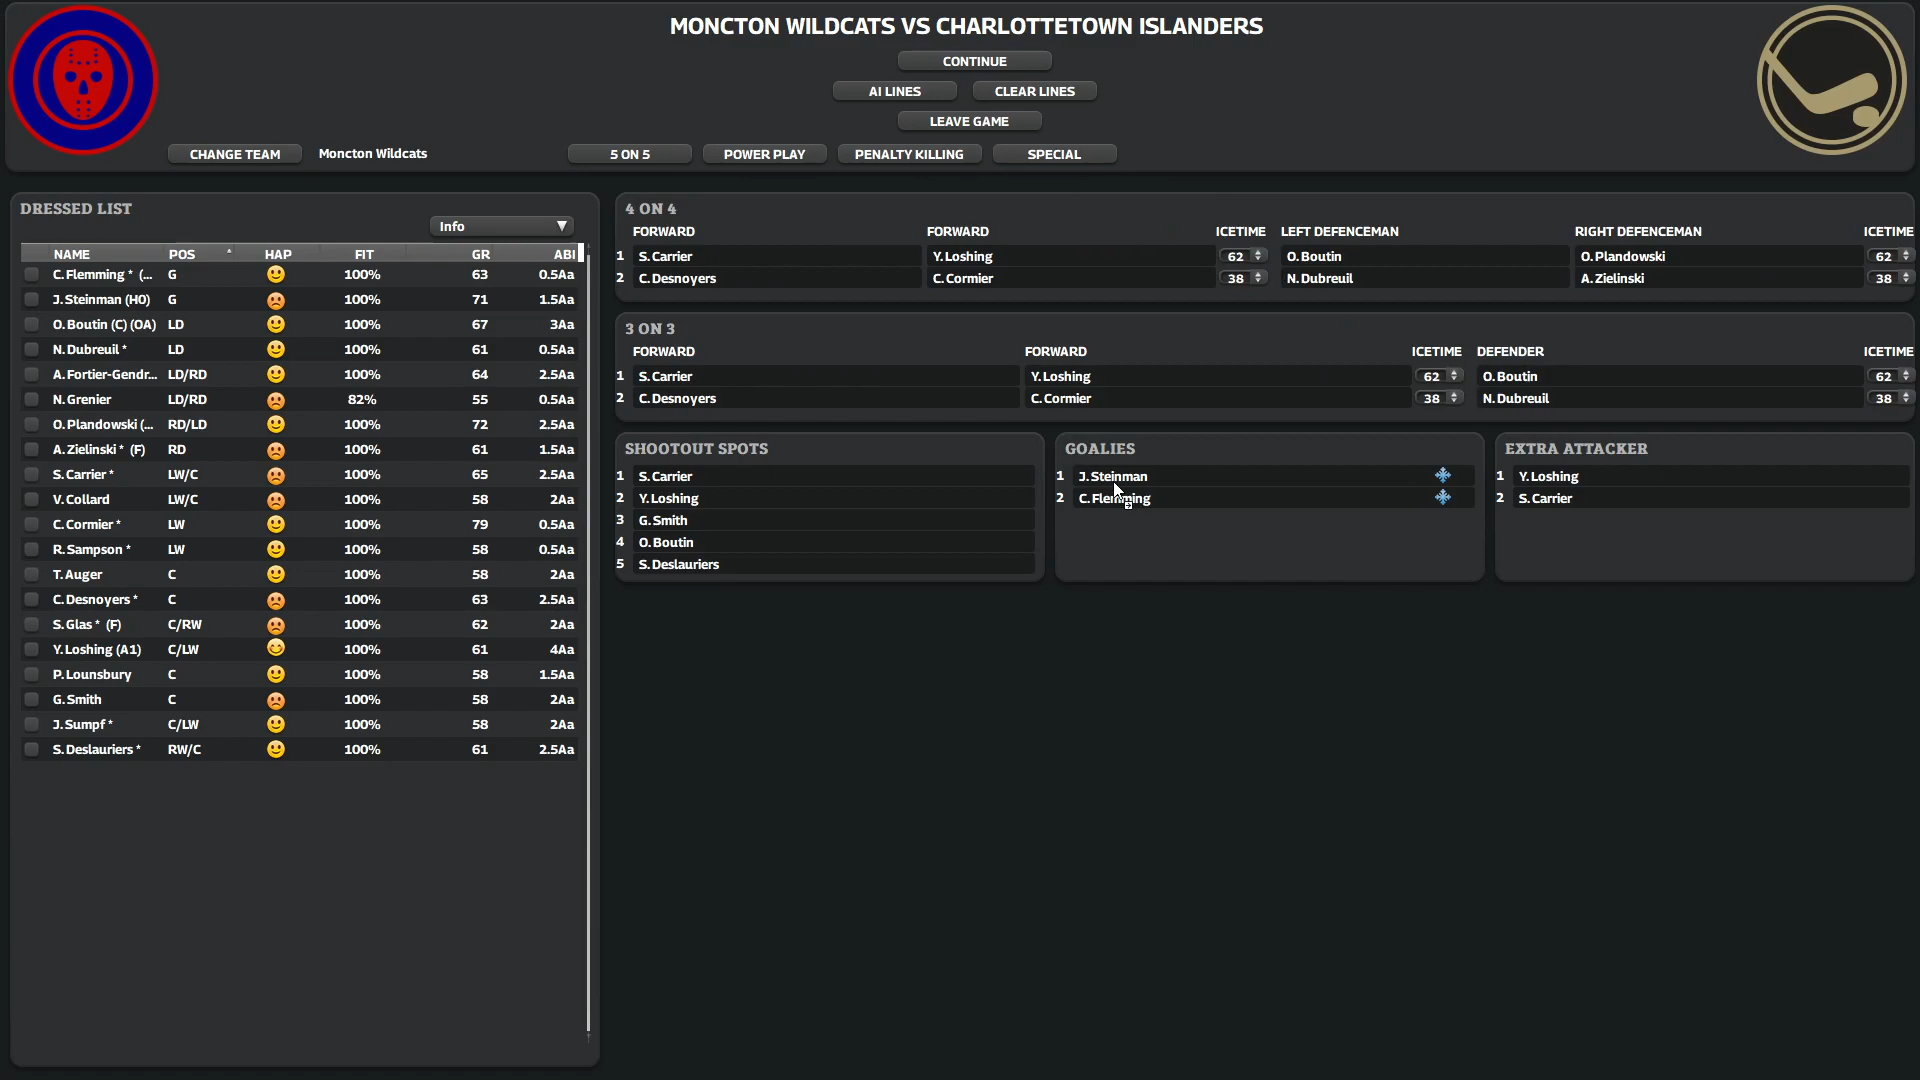 MONCTON WILDCATS VS CHARLOTTETOWN ISLANDERS
CONTINUE
AI LINES CLEAR LINES
LEAVE GAME
CHANGE TEAM Moncton Wildcats 5 ON 5 POWER PLAY PENALTY KILLING SPECIAL
DRESSED LIST
Info
NAME POS HAP FIT GR ABI
C. Flemming * (... G 100% 63 0.5Aa
J. Steinman (H0) G 100% 71 1.5Aa
O. Boutin (C) (OA) LD 100% 67 3Aa
N. Dubreuil * LD 100% 61 0.5Aa
A. Fortier-Gendr... LD/RD 100% 64 2.5Aa
N. Grenier LD/RD 82% 55 0.5Aa
O. Plandowski (... RD/LD 100% 72 2.5Aa
A. Zielinski * (F) RD 100% 61 1.5Aa
S. Carrier * LW/C 100% 65 2.5Aa
V. Collard LW/C 100% 58 2Aa
C. Cormier * LW 100% 79 0.5Aa
R. Sampson * LW 100% 58 0.5Aa
T. Auger C 100% 58 2Aa
C. Desnoyers * C 100% 63 2.5Aa
S. Glas * (F) C/RW 100% 62 2Aa
Y. Loshing (A1) C/LW 100% 61 4Aa
P. Lounsbury C 100% 58 1.5Aa
G. Smith C 100% 58 2Aa
J. Sumpf * C/LW 100% 58 2Aa
S. Deslauriers * RW/C 100% 61 2.5Aa
4 ON 4
FORWARD FORWARD ICETIME LEFT DEFENCEMAN RIGHT DEFENCEMAN ICETIME
1 S. Carrier Y. Loshing 62 O. Boutin O. Plandowski 62
2 C. Desnoyers C. Cormier 38 N. Dubreuil A. Zielinski 38
3 ON 3
FORWARD FORWARD ICETIME DEFENDER ICETIME
1 S. Carrier Y. Loshing 62 O. Boutin 62
2 C. Desnoyers C. Cormier 38 N. Dubreuil 38
SHOOTOUT SPOTS
1 S. Carrier
2 Y. Loshing
3 G. Smith
4 O. Boutin
5 S. Deslauriers
GOALIES
1 J. Steinman
2 C. Flemming
EXTRA ATTACKER
1 Y. Loshing
2 S. Carrier